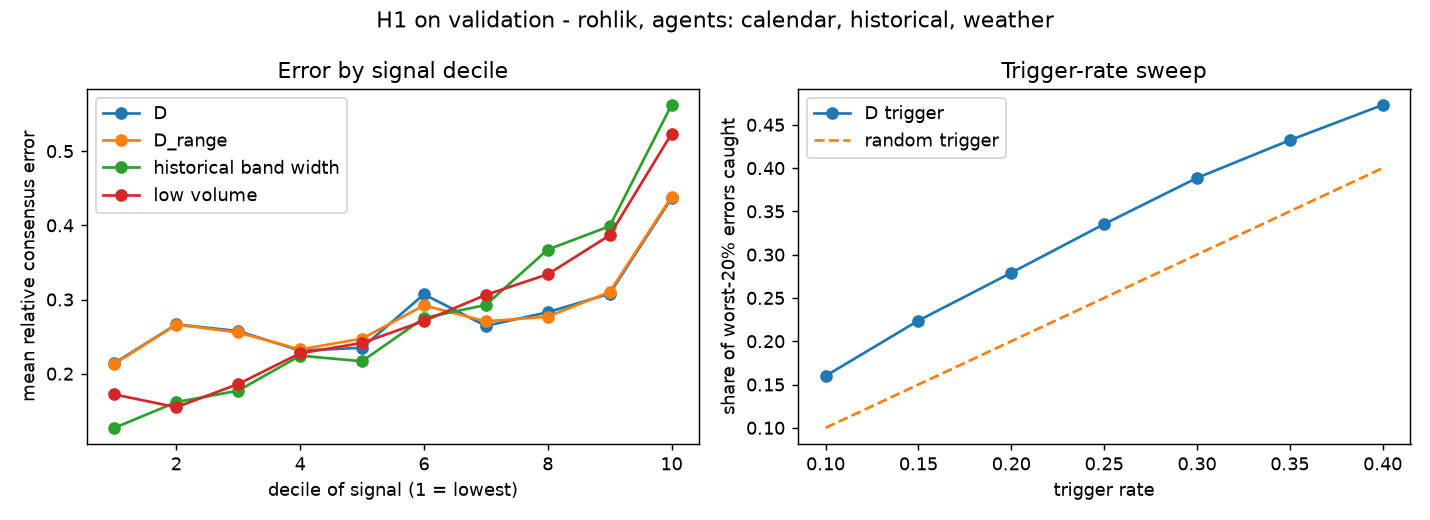 H1 on validation - rohlik, agents: calendar, historical, weather
Error by signal decile
D
D_range
historical band width
low volume
mean relative consensus error
0.5
0.4
0.3
0.2
2
4
6
8
10
decile of signal (1 = lowest)
Trigger-rate sweep
D trigger
random trigger
share of worst-20% errors caught
0.45
0.40
0.35
0.30
0.25
0.20
0.15
0.10
0.10
0.15
0.20
0.25
0.30
0.35
0.40
trigger rate